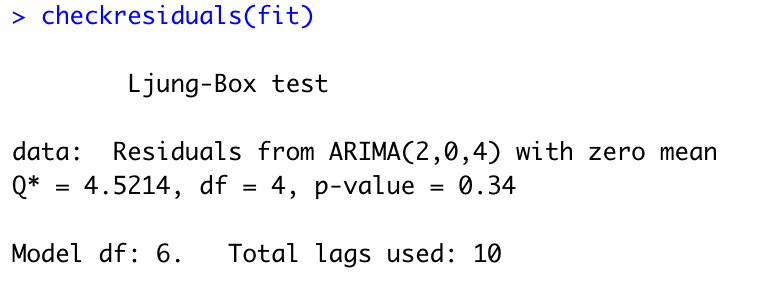 > checkresiduals(fit)
Ljung-Box test
data:  Residuals from ARIMA(2,0,4) with zero mean
Q* = 4.5214, df = 4, p-value = 0.34
Model df: 6.   Total lags used: 10